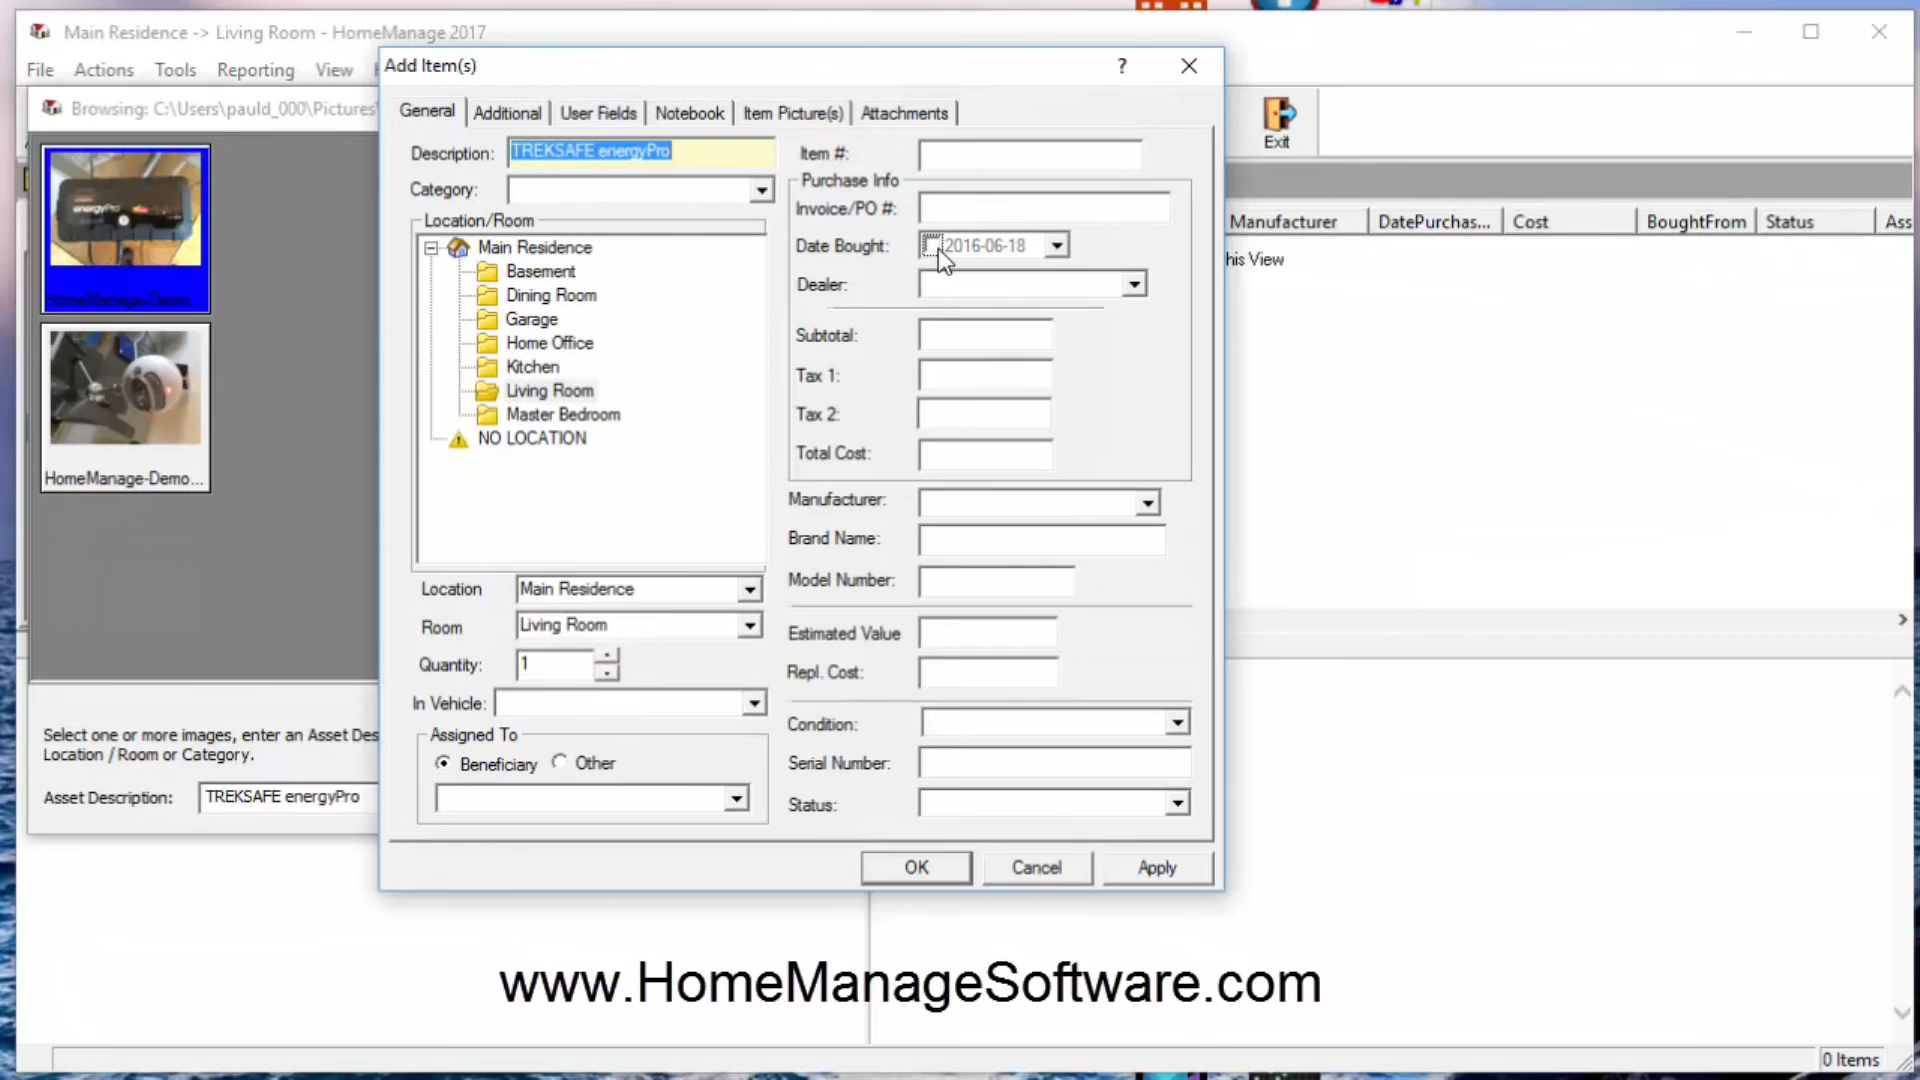 Main Residence -> Living Room - HomeManage 2017
File Actions Tools Reporting View
Browsing: C:\Users\pauld_000\Pictures\
HomeManage-Demo...
HomeManage-Demo...
Select one or more images, enter an Asset Des
Location / Room or Category.
Asset Description: TREKSAFE energyPro
Add Item(s)
?
General Additional User Fields Notebook Item Picture(s) Attachments
Description: TREKSAFE energyPro
Category:
Location/Room
Main Residence
Basement
Dining Room
Garage
Home Office
Kitchen
Living Room
Master Bedroom
NO LOCATION
Location Main Residence
Room Living Room
Quantity: 1
In Vehicle:
Assigned To
Beneficiary Other
Item #:
Purchase Info
Invoice/PO #:
Date Bought: 2016-06-18
Dealer:
Subtotal:
Tax 1:
Tax 2:
Total Cost:
Manufacturer:
Brand Name:
Model Number:
Estimated Value
Repl. Cost:
Condition:
Serial Number:
Status:
OK Cancel Apply
Exit
Manufacturer DatePurchas... Cost BoughtFrom Status Ass
his View
www.HomeManageSoftware.com
0 Items